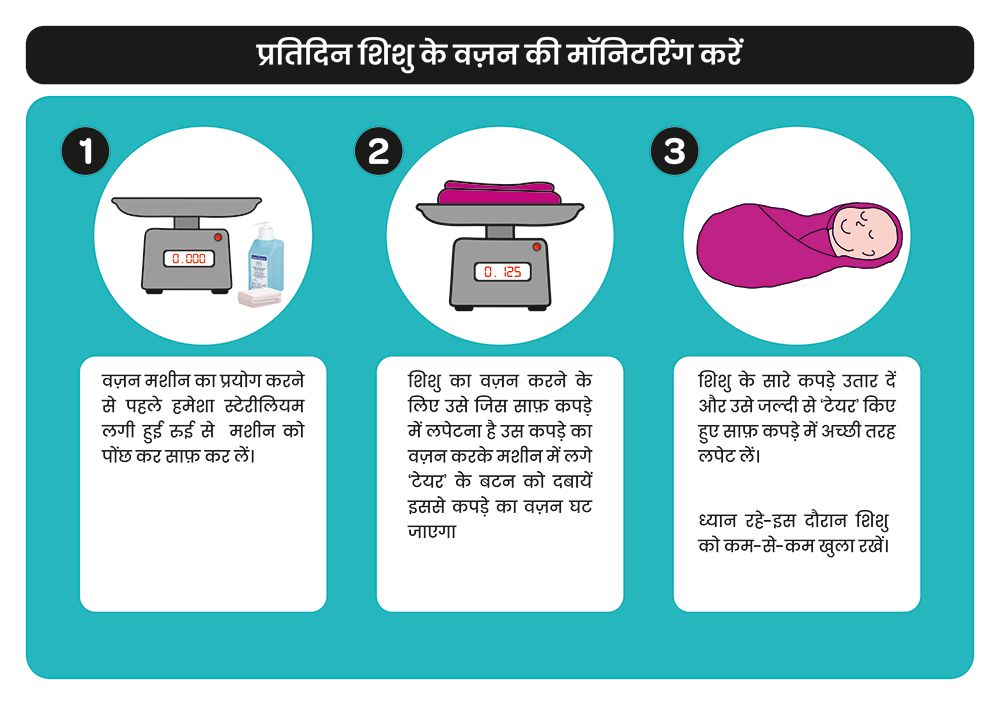 प्रतिदिन शिशु के वज़न की मॉनिटरिंग करें
1
0.000
वज़न मशीन का प्रयोग करने
से पहले हमेशा स्टेरीलियम
लगी हुई रुई से मशीन को
पोंछ कर साफ़ कर लें।
2
0.125
शिशु का वज़न करने के
लिए उसे जिस साफ़ कपड़े
में लपेटना है उस कपड़े का
वज़न करके मशीन में लगे
‘टेयर’ के बटन को दबायें
इससे कपड़े का वज़न घट
जाएगा
3
शिशु के सारे कपड़े उतार दें
और उसे जल्दी से ‘टेयर’ किए
हुए साफ़ कपड़े में अच्छी तरह
लपेट लें।
ध्यान रहे-इस दौरान शिशु
को कम-से-कम खुला रखें।